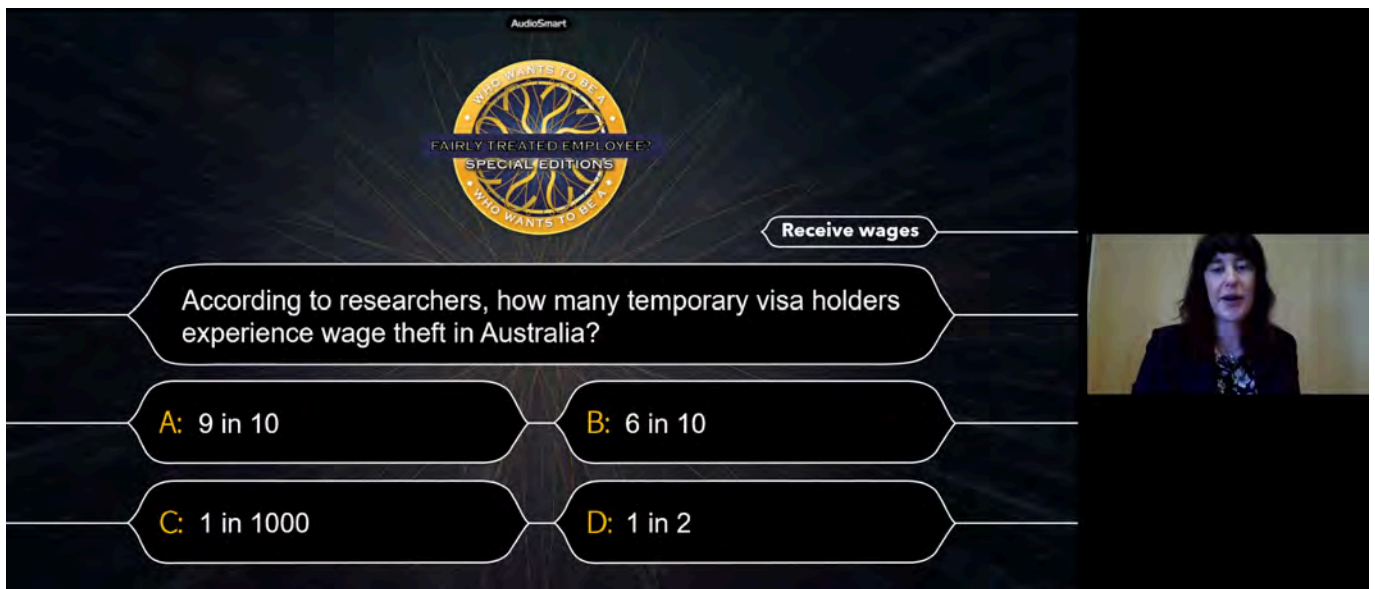 AudioSmart
WHO WANTS TO BE A
FAIRLY TREATED EMPLOYEE?
SPECIAL EDITIONS
WHO WANTS TO BE A
Receive wages
According to researchers, how many temporary visa holders
experience wage theft in Australia?
A: 9 in 10
B: 6 in 10
C: 1 in 1000
D: 1 in 2